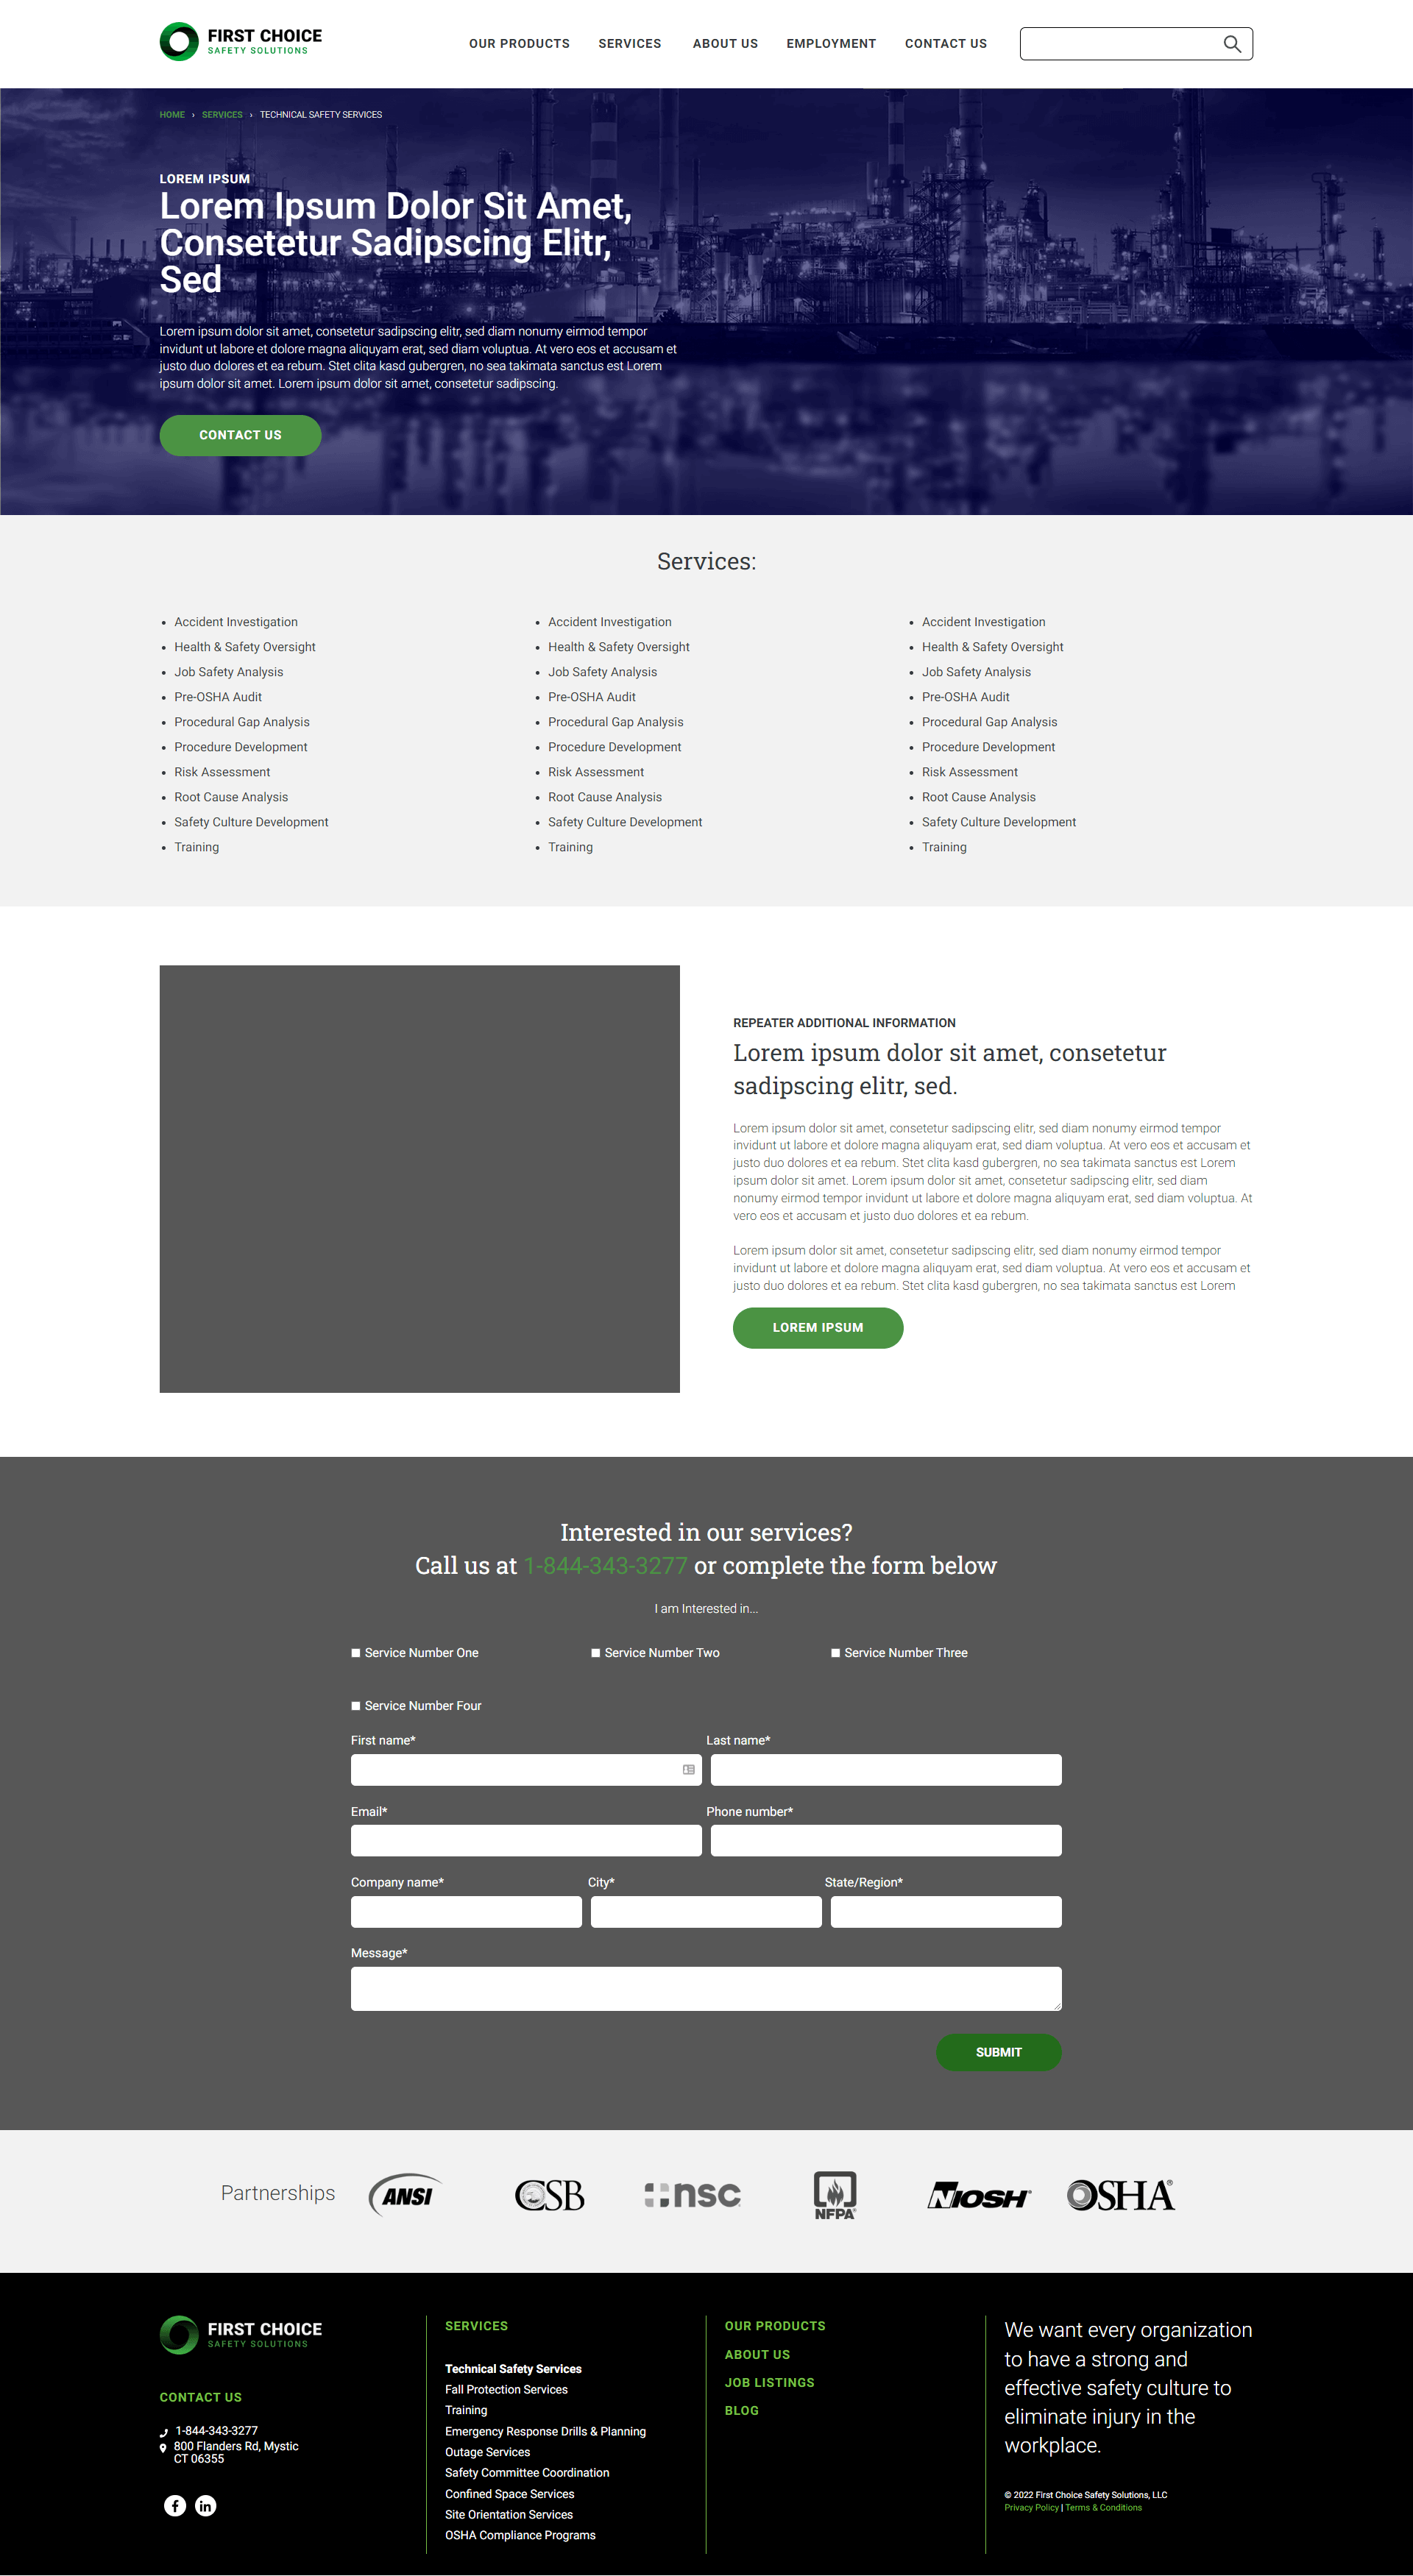 FIRST CHOICE
SAFETY SOLUTIONS
OUR PRODUCTS
SERVICES
ABOUT US
EMPLOYMENT
CONTACT US
HOME › SERVICES › TECHNICAL SAFETY SERVICES
LOREM IPSUM
Lorem Ipsum Dolor Sit Amet,
Consetetur Sadipscing Elitr,
Sed
Lorem ipsum dolor sit amet, consetetur sadipscing elitr, sed diam nonumy eirmod tempor
invidunt ut labore et dolore magna aliquyam erat, sed diam voluptua. At vero eos et accusam et
justo duo dolores et ea rebum. Stet clita kasd gubergren, no sea takimata sanctus est Lorem
ipsum dolor sit amet. Lorem ipsum dolor sit amet, consetetur sadipscing.
CONTACT US
Services:
• Accident Investigation
• Health & Safety Oversight
• Job Safety Analysis
• Pre-OSHA Audit
• Procedural Gap Analysis
• Procedure Development
• Risk Assessment
• Root Cause Analysis
• Safety Culture Development
• Training
• Accident Investigation
• Health & Safety Oversight
• Job Safety Analysis
• Pre-OSHA Audit
• Procedural Gap Analysis
• Procedure Development
• Risk Assessment
• Root Cause Analysis
• Safety Culture Development
• Training
• Accident Investigation
• Health & Safety Oversight
• Job Safety Analysis
• Pre-OSHA Audit
• Procedural Gap Analysis
• Procedure Development
• Risk Assessment
• Root Cause Analysis
• Safety Culture Development
• Training
REPEATER ADDITIONAL INFORMATION
Lorem ipsum dolor sit amet, consetetur
sadipscing elitr, sed.
Lorem ipsum dolor sit amet, consetetur sadipscing elitr, sed diam nonumy eirmod tempor
invidunt ut labore et dolore magna aliquyam erat, sed diam voluptua. At vero eos et accusam et
justo duo dolores et ea rebum. Stet clita kasd gubergren, no sea takimata sanctus est Lorem
ipsum dolor sit amet. Lorem ipsum dolor sit amet, consetetur sadipscing elitr, sed diam
nonumy eirmod tempor invidunt ut labore et dolore magna aliquyam erat, sed diam voluptua. At
vero eos et accusam et justo duo dolores et ea rebum.
Lorem ipsum dolor sit amet, consetetur sadipscing elitr, sed diam nonumy eirmod tempor
invidunt ut labore et dolore magna aliquyam erat, sed diam voluptua. At vero eos et accusam et
justo duo dolores et ea rebum. Stet clita kasd gubergren, no sea takimata sanctus est Lorem
LOREM IPSUM
Interested in our services?
Call us at 1-844-343-3277 or complete the form below
I am Interested in...
Service Number One
Service Number Two
Service Number Three
Service Number Four
First name*
Last name*
Email*
Phone number*
Company name*
City*
State/Region*
Message*
SUBMIT
Partnerships
ANSI
CSB
nsc
NFPA®
NIOSH®
OSHA®
FIRST CHOICE
SAFETY SOLUTIONS
CONTACT US
1-844-343-3277
800 Flanders Rd, Mystic
CT 06355
f
in
SERVICES
Technical Safety Services
Fall Protection Services
Training
Emergency Response Drills & Planning
Outage Services
Safety Committee Coordination
Confined Space Services
Site Orientation Services
OSHA Compliance Programs
OUR PRODUCTS
ABOUT US
JOB LISTINGS
BLOG
We want every organization
to have a strong and
effective safety culture to
eliminate injury in the
workplace.
© 2022 First Choice Safety Solutions, LLC
Privacy Policy | Terms & Conditions